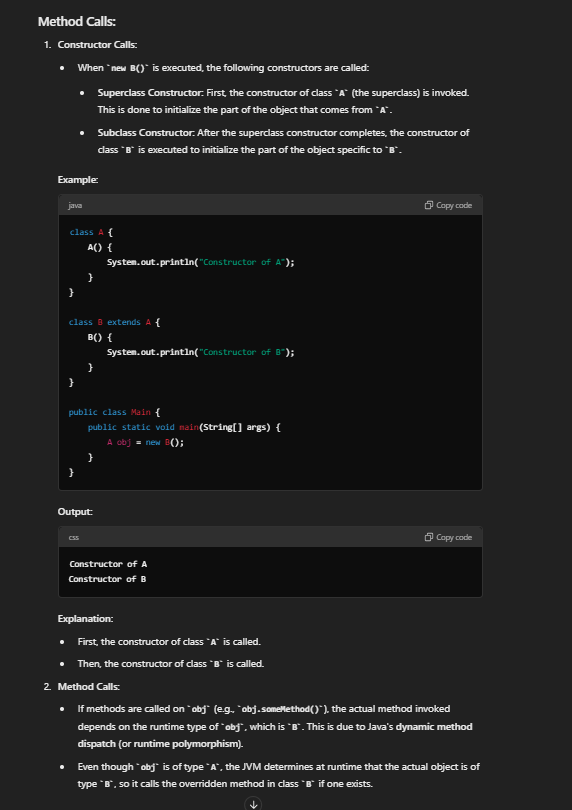 Method Calls:
1. Constructor Calls:
• When `new B()` is executed, the following constructors are called:
• Superclass Constructor: First, the constructor of class `A` (the superclass) is invoked.
This is done to initialize the part of the object that comes from `A`.
• Subclass Constructor: After the superclass constructor completes, the constructor of
class `B` is executed to initialize the part of the object specific to `B`.
Example:
java Copy code
class A {
    A() {
        System.out.println("Constructor of A");
    }
}
class B extends A {
    B() {
        System.out.println("Constructor of B");
    }
}
public class Main {
    public static void main(String[] args) {
        A obj = new B();
    }
}
Output:
css Copy code
Constructor of A
Constructor of B
Explanation:
• First, the constructor of class `A` is called.
• Then, the constructor of class `B` is called.
2. Method Calls:
• If methods are called on `obj` (e.g., `obj.someMethod()`), the actual method invoked
depends on the runtime type of `obj`, which is `B`. This is due to Java's dynamic method
dispatch (or runtime polymorphism).
• Even though `obj` is of type `A`, the JVM determines at runtime that the actual object is of
type `B`, so it calls the overridden method in class `B` if one exists.